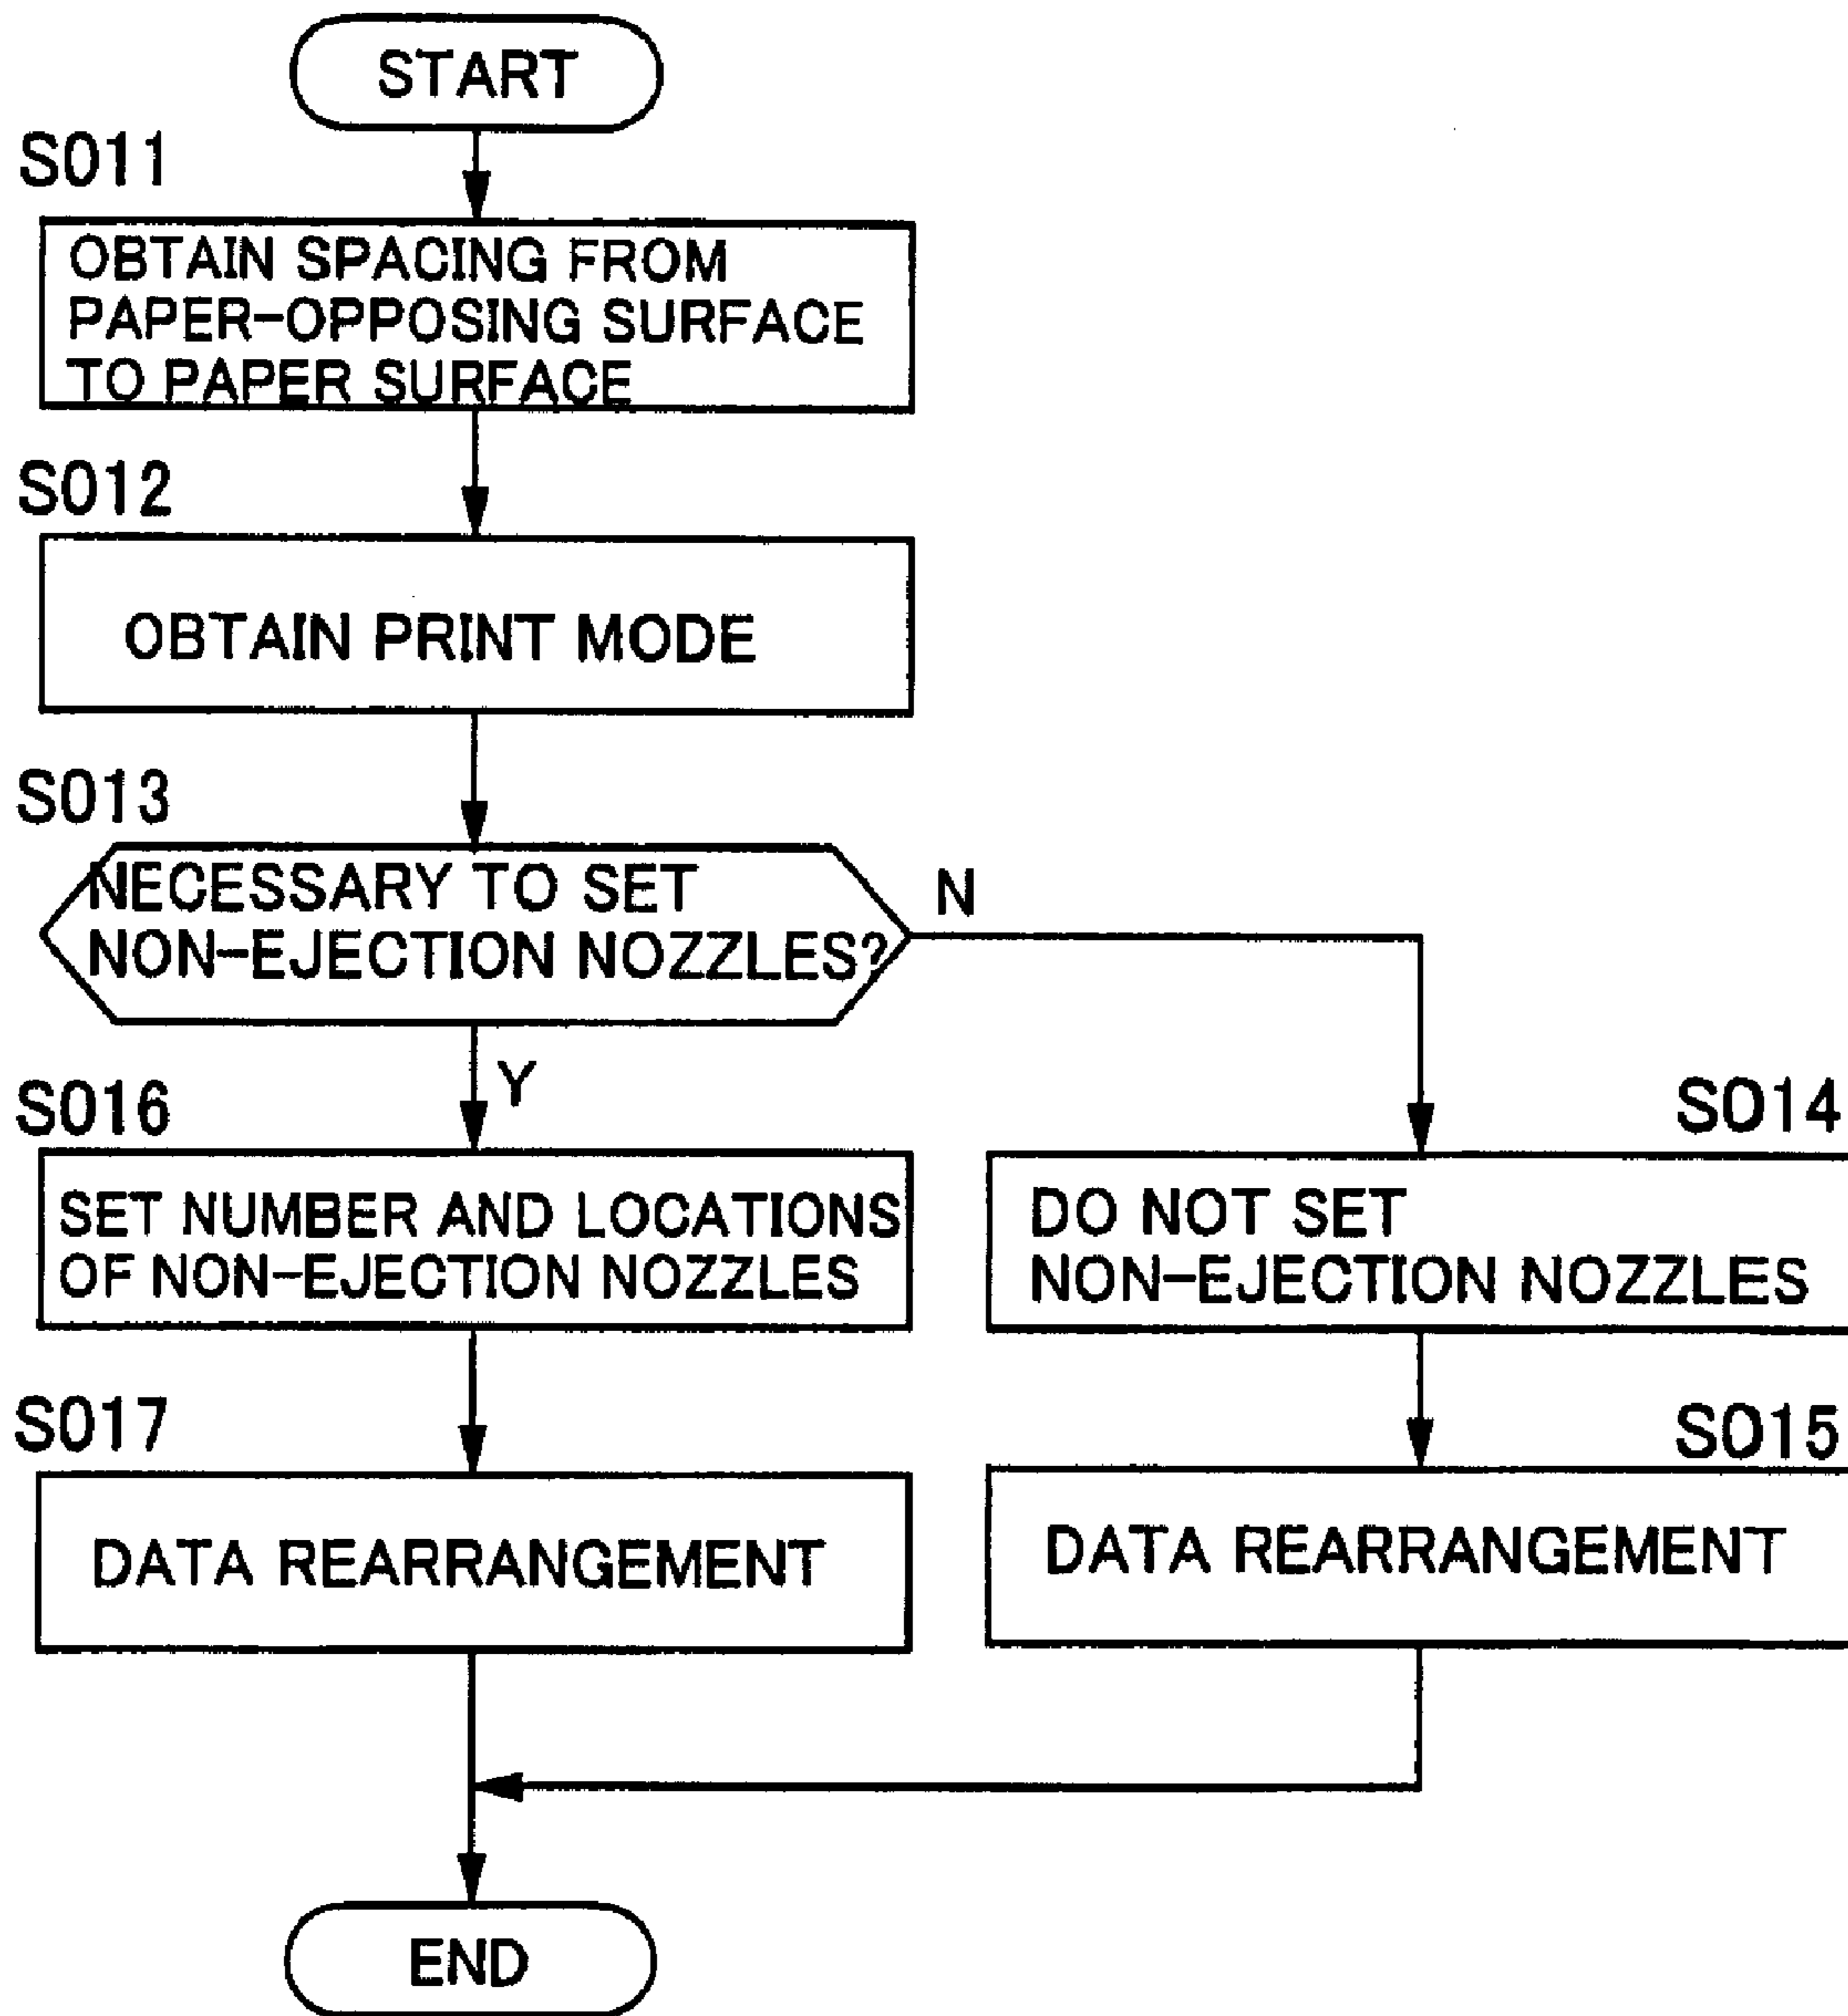 START
S011
OBTAIN SPACING FROM
PAPER-OPPOSING SURFACE
TO PAPER SURFACE
S012
OBTAIN PRINT MODE
S013
NECESSARY TO SET
NON-EJECTION NOZZLES?
N
Y
S016
SET NUMBER AND LOCATIONS
OF NON-EJECTION NOZZLES
S014
DO NOT SET
NON-EJECTION NOZZLES
S017
DATA REARRANGEMENT
S015
DATA REARRANGEMENT
END